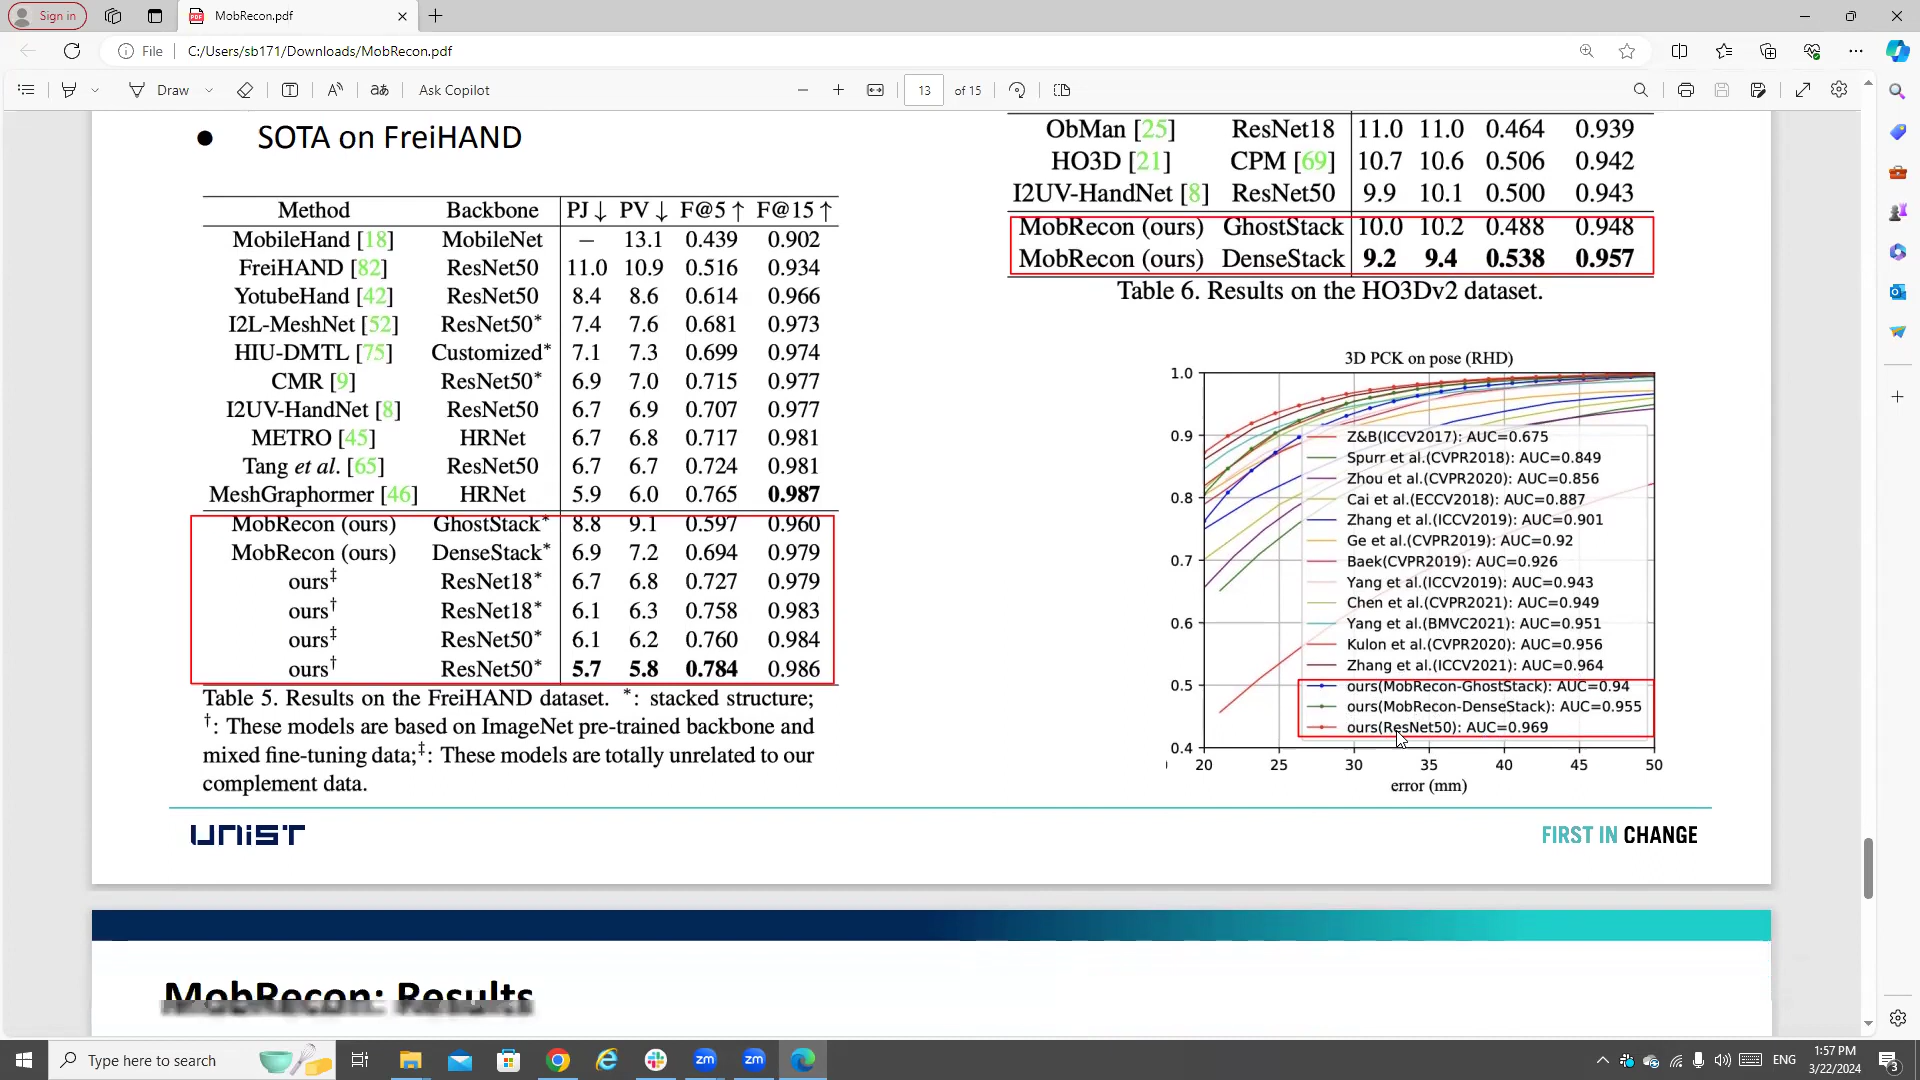 Sign in
MobRecon.pdf
File
C:/Users/sb171/Downloads/MobRecon.pdf
Draw
Ask Copilot
13 of 15
● SOTA on FreiHAND
Method Backbone PJ ↓ PV ↓ F@5 ↑ F@15 ↑
MobileHand [18] MobileNet – 13.1 0.439 0.902
FreiHAND [82] ResNet50 11.0 10.9 0.516 0.934
YotubeHand [42] ResNet50 8.4 8.6 0.614 0.966
I2L-MeshNet [52] ResNet50* 7.4 7.6 0.681 0.973
HIU-DMTL [75] Customized* 7.1 7.3 0.699 0.974
CMR [9] ResNet50* 6.9 7.0 0.715 0.977
I2UV-HandNet [8] ResNet50 6.7 6.9 0.707 0.977
METRO [45] HRNet 6.7 6.8 0.717 0.981
Tang et al. [65] ResNet50 6.7 6.7 0.724 0.981
MeshGraphormer [46] HRNet 5.9 6.0 0.765 0.987
MobRecon (ours) GhostStack* 8.8 9.1 0.597 0.960
MobRecon (ours) DenseStack* 6.9 7.2 0.694 0.979
ours‡ ResNet18* 6.7 6.8 0.727 0.979
ours† ResNet18* 6.1 6.3 0.758 0.983
ours‡ ResNet50* 6.1 6.2 0.760 0.984
ours† ResNet50* 5.7 5.8 0.784 0.986
Table 5. Results on the FreiHAND dataset. *: stacked structure;
†: These models are based on ImageNet pre-trained backbone and
mixed fine-tuning data;‡: These models are totally unrelated to our
complement data.
ObMan [25] ResNet18 11.0 11.0 0.464 0.939
HO3D [21] CPM [69] 10.7 10.6 0.506 0.942
I2UV-HandNet [8] ResNet50 9.9 10.1 0.500 0.943
MobRecon (ours) GhostStack 10.0 10.2 0.488 0.948
MobRecon (ours) DenseStack 9.2 9.4 0.538 0.957
Table 6. Results on the HO3Dv2 dataset.
3D PCK on pose (RHD)
1.0
0.9
0.8
0.7
0.6
0.5
0.4
Z&B(ICCV2017): AUC=0.675
Spurr et al.(CVPR2018): AUC=0.849
Zhou et al.(CVPR2020): AUC=0.856
Cai et al.(ECCV2018): AUC=0.887
Zhang et al.(ICCV2019): AUC=0.901
Ge et al.(CVPR2019): AUC=0.92
Baek(CVPR2019): AUC=0.926
Yang et al.(ICCV2019): AUC=0.943
Chen et al.(CVPR2021): AUC=0.949
Yang et al.(BMVC2021): AUC=0.951
Kulon et al.(CVPR2020): AUC=0.956
Zhang et al.(ICCV2021): AUC=0.964
ours(MobRecon-GhostStack): AUC=0.94
ours(MobRecon-DenseStack): AUC=0.955
ours(ResNet50): AUC=0.969
20 25 30 35 40 45 50
error (mm)
UNIST
FIRST IN CHANGE
MobRecon: Results
Type here to search
ENG
1:57 PM
3/22/2024
3